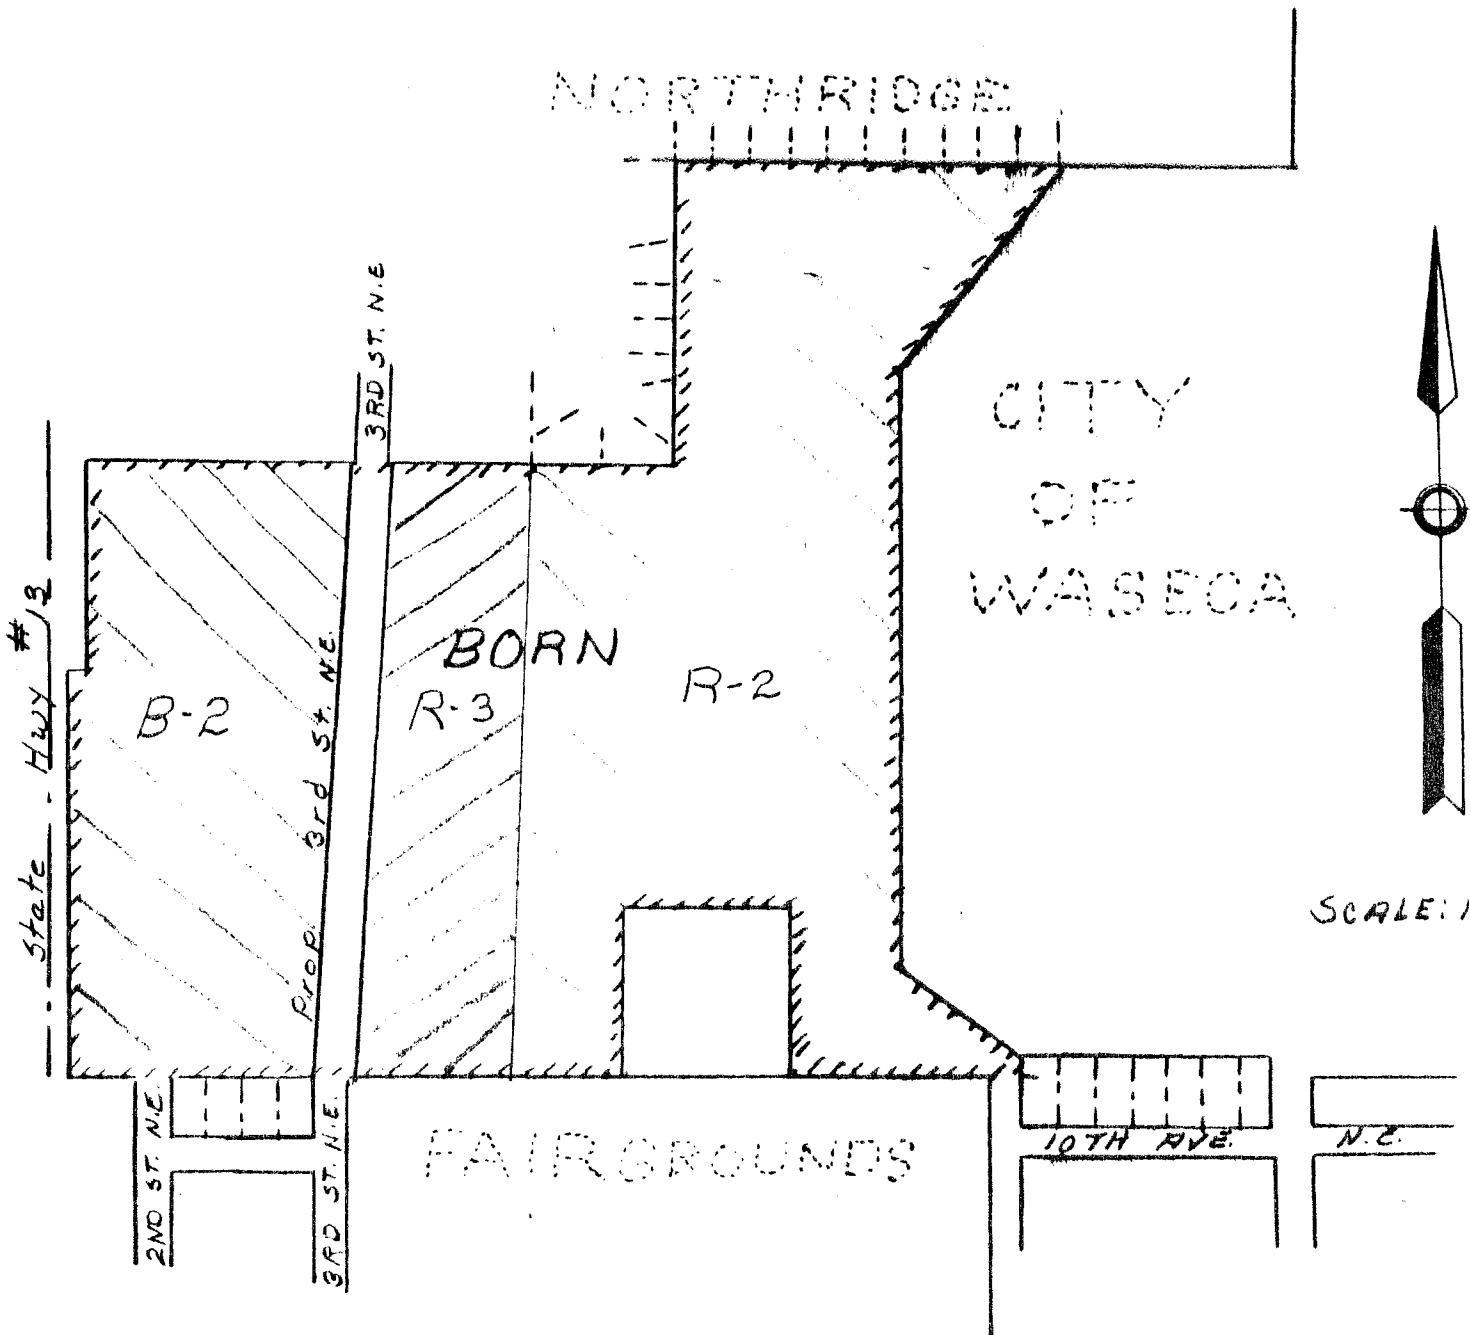 NORTHRIDGE
3RD ST. N.E
CITY
OF
WASECA
State - Hwy #13
BORN
B-2
R-3
R-2
Prop. 3rd St. N.E.
SCALE: 1
2ND ST. N.E.
3RD ST. N.E.
FAIRGROUNDS
10TH AVE. N.E.